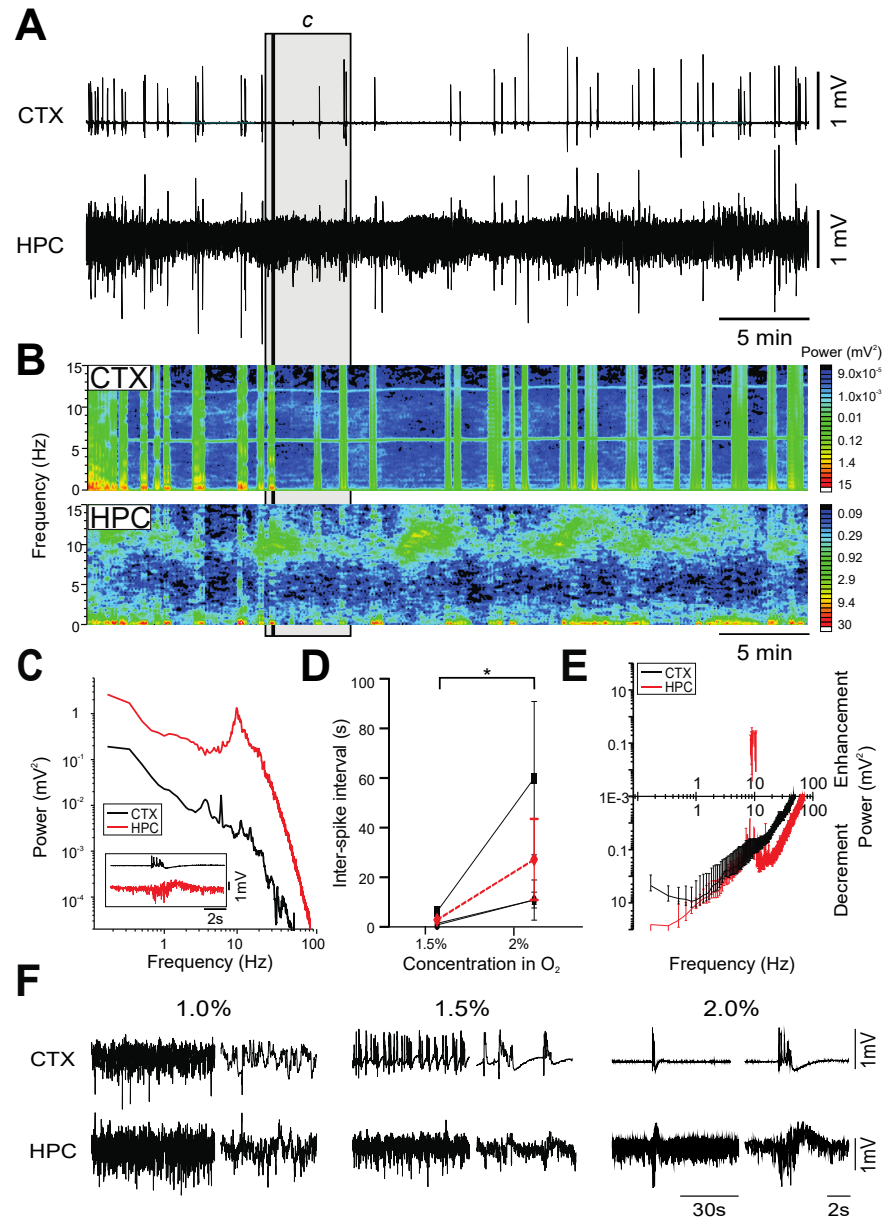 A
c
CTX
1 mV
HPC
1 mV
5 min
B
Power (mV²)
CTX
15
10
5
0
9.0x10⁻⁵
1.0x10⁻³
0.01
0.12
1.4
15
Frequency (Hz)
HPC
15
10
5
0
0.09
0.29
0.92
2.9
9.4
30
5 min
C
Power (mV²)
1
10⁻¹
10⁻²
10⁻³
10⁻⁴
CTX
HPC
1mV
2s
1 10 100
Frequency (Hz)
D
*
Inter-spike interval (s)
100
80
60
40
20
0
1.5% 2%
Concentration in O₂
E
CTX
HPC
10
0.1
1E-3
0.1
10
1 10 100
1 10 100
Enhancement
Decrement
Power (mV²)
Frequency (Hz)
F
1.0% 1.5% 2.0%
CTX
1mV
HPC
1mV
30s 2s